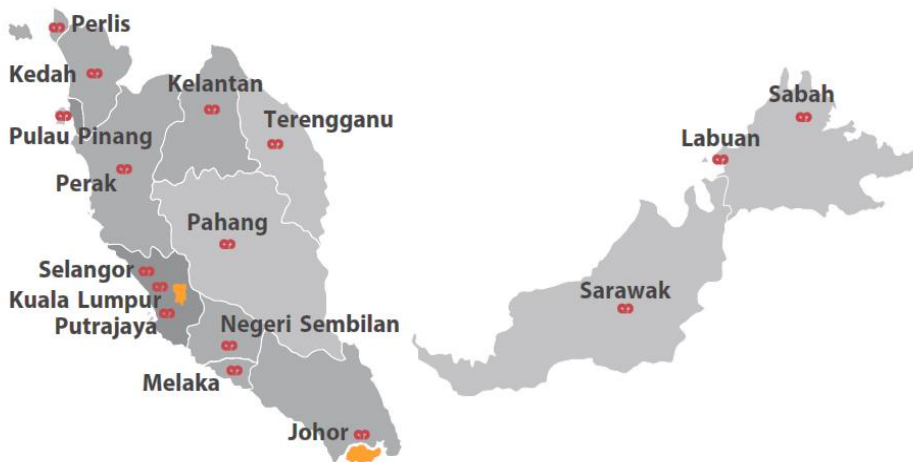 Perlis
Kedah
Kelantan
Sabah
Terengganu
Pulau Pinang
Labuan
Perak
Pahang
Selangor
Sarawak
Kuala Lumpur
Putrajaya
Negeri Sembilan
Melaka
Johor